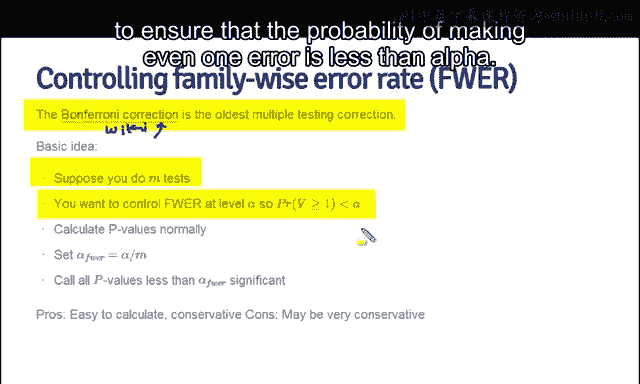 to ensure that the probability of making
even one error is less than alpha.
Controlling family-wise error rate (FWER)
The Bonferroni correction is the oldest multiple testing correction.
wiki
Basic idea:
· Suppose you do m tests
· You want to control FWER at level α so Pr(V ≥ 1) < α
· Calculate P-values normally
· Set α_fwer = α/m
· Call all P-values less than α_fwer significant
Pros: Easy to calculate, conservative Cons: May be very conservative